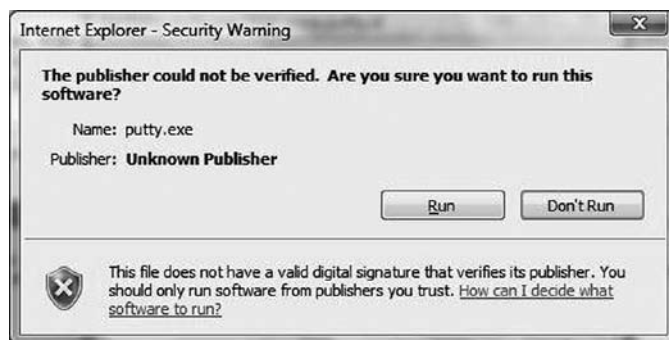 Internet Explorer - Security Warning
The publisher could not be verified. Are you sure you want to run this
software?
Name: putty.exe
Publisher: Unknown Publisher
Run
Don't Run
This file does not have a valid digital signature that verifies its publisher. You
should only run software from publishers you trust. How can I decide what
software to run?